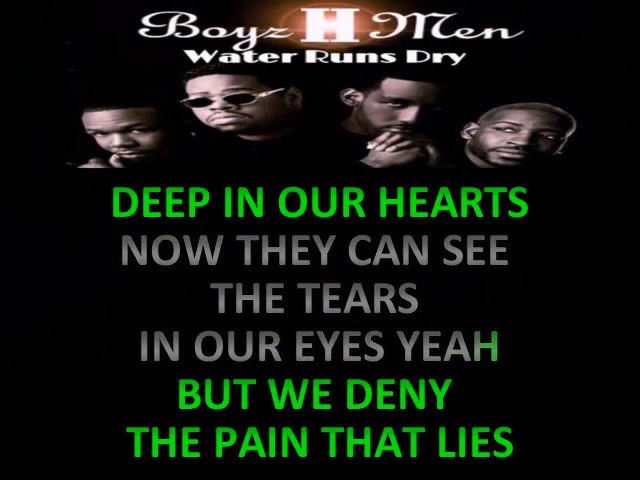 Boyz II Men
Water Runs Dry
DEEP IN OUR HEARTS
NOW THEY CAN SEE
THE TEARS
IN OUR EYES YEAH
BUT WE DENY
THE PAIN THAT LIES